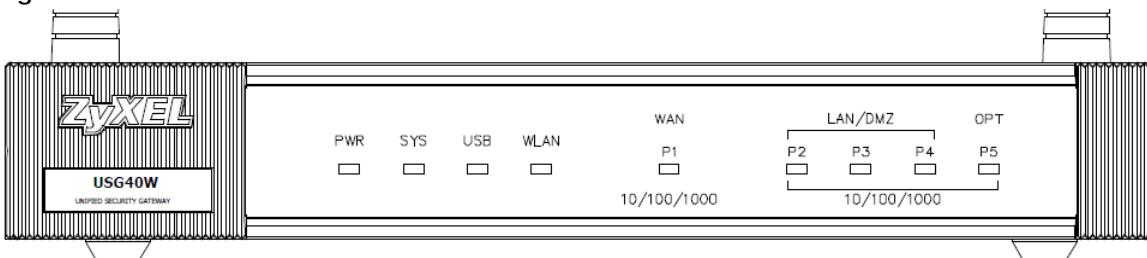 ZyXEL
USG40W
UNIFIED SECURITY GATEWAY
PWR SYS USB WLAN
WAN
P1
10/100/1000
LAN/DMZ OPT
P2 P3 P4 P5
10/100/1000